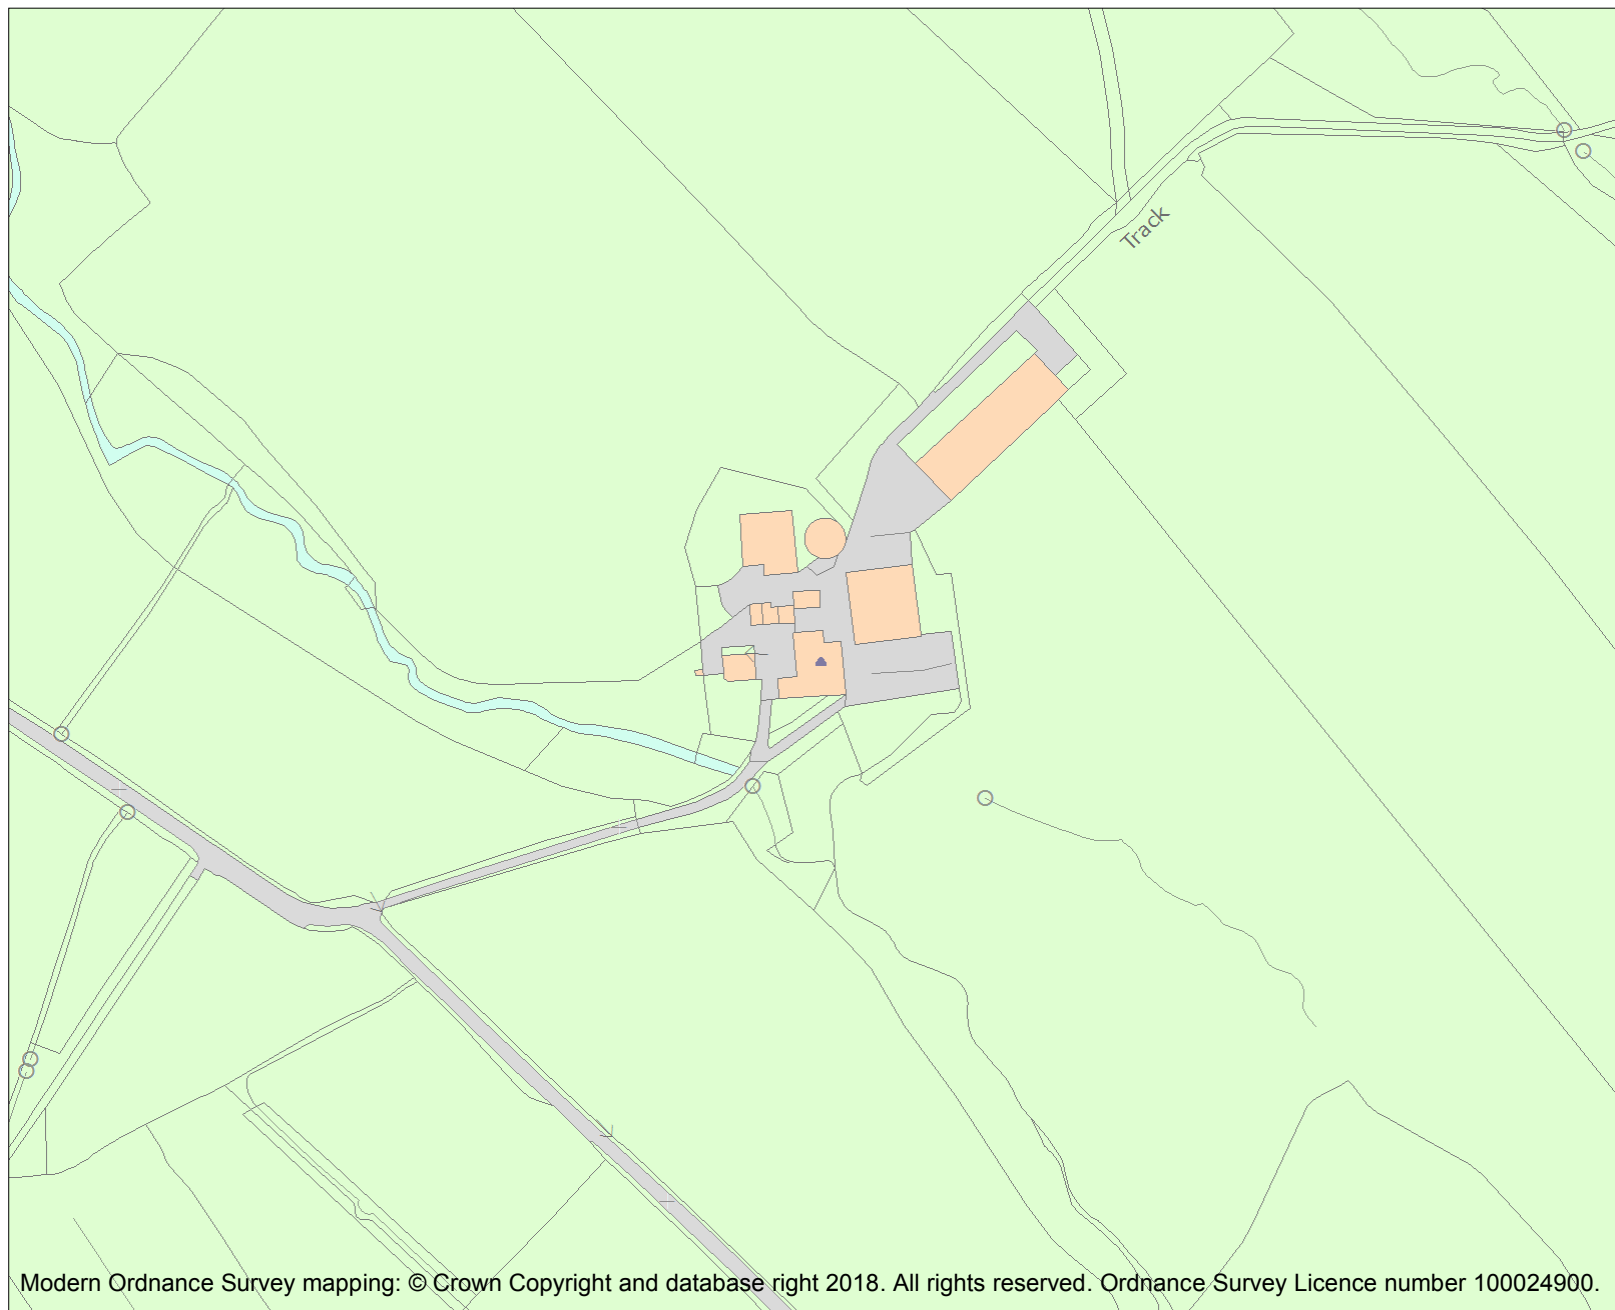 Track
Modern Ordnance Survey mapping: © Crown Copyright and database right 2018. All rights reserved. Ordnance Survey Licence number 100024900.